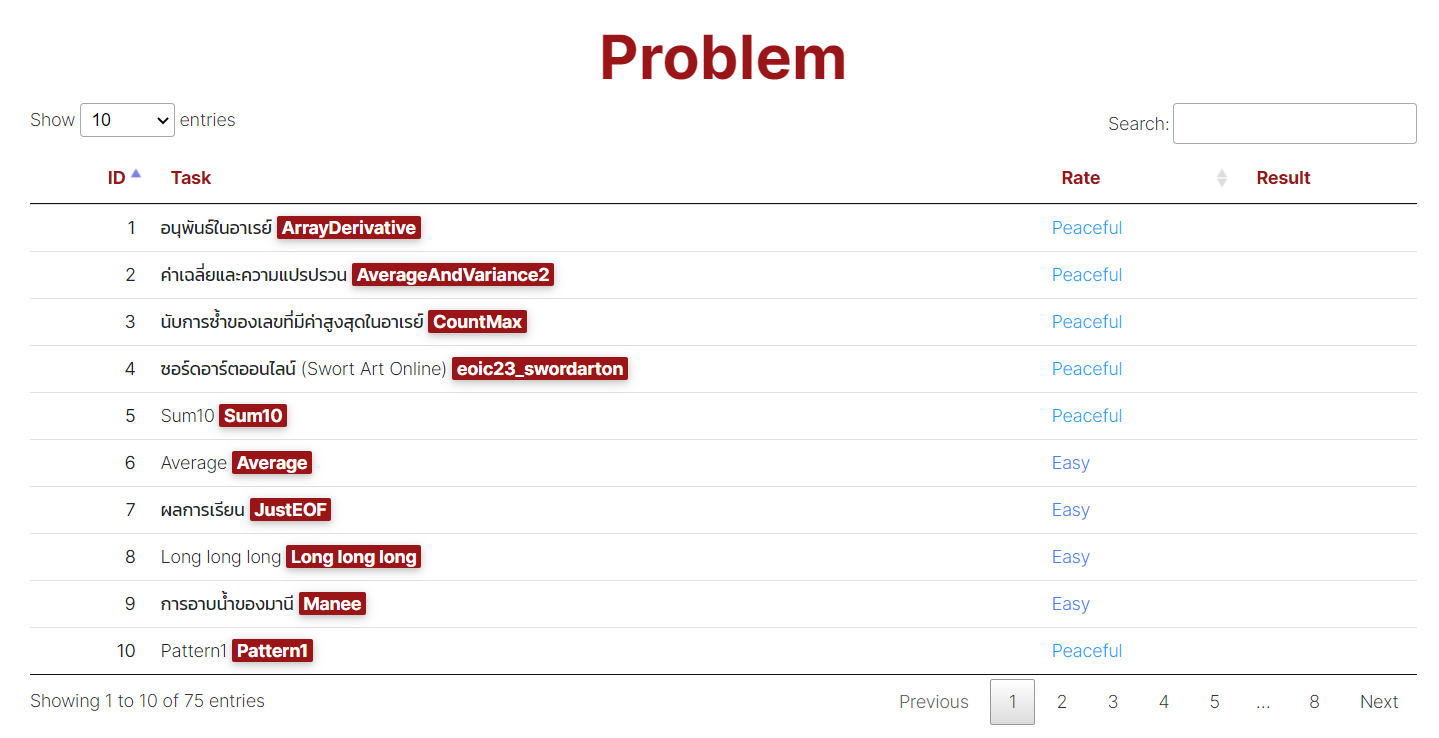 Problem
Show 10 entries Search:
ID Task Rate Result
1 อนุพันธ์ในอาเรย์ ArrayDerivative Peaceful
2 ค่าเฉลี่ยและความแปรปรวน AverageAndVariance2 Peaceful
3 นับการซ้ำของเลขที่มีค่าสูงสุดในอาเรย์ CountMax Peaceful
4 ซอร์ดอาร์ตออนไลน์ (Swort Art Online) eoic23_swordarton Peaceful
5 Sum10 Sum10 Peaceful
6 Average Average Easy
7 ผลการเรียน JustEOF Easy
8 Long long long Long long long Easy
9 การอาบน้ำของมานี Manee Easy
10 Pattern1 Pattern1 Peaceful
Showing 1 to 10 of 75 entries Previous 1 2 3 4 5 ... 8 Next